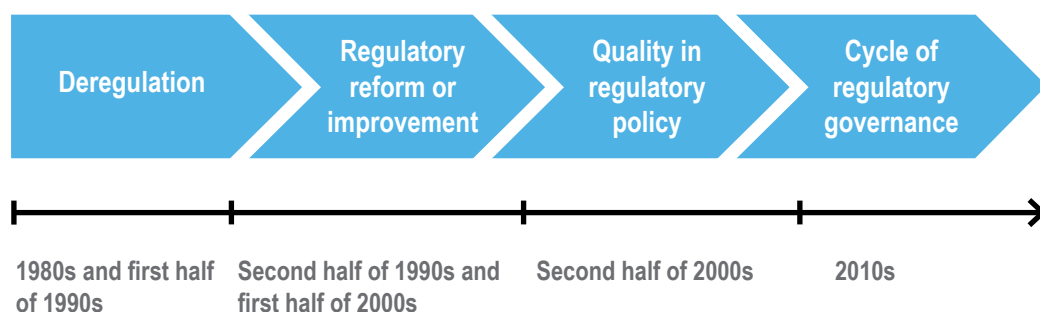 Deregulation
Regulatory
reform or
improvement
Quality in
regulatory
policy
Cycle of
regulatory
governance
1980s and first half
of 1990s
Second half of 1990s and
first half of 2000s
Second half of 2000s
2010s